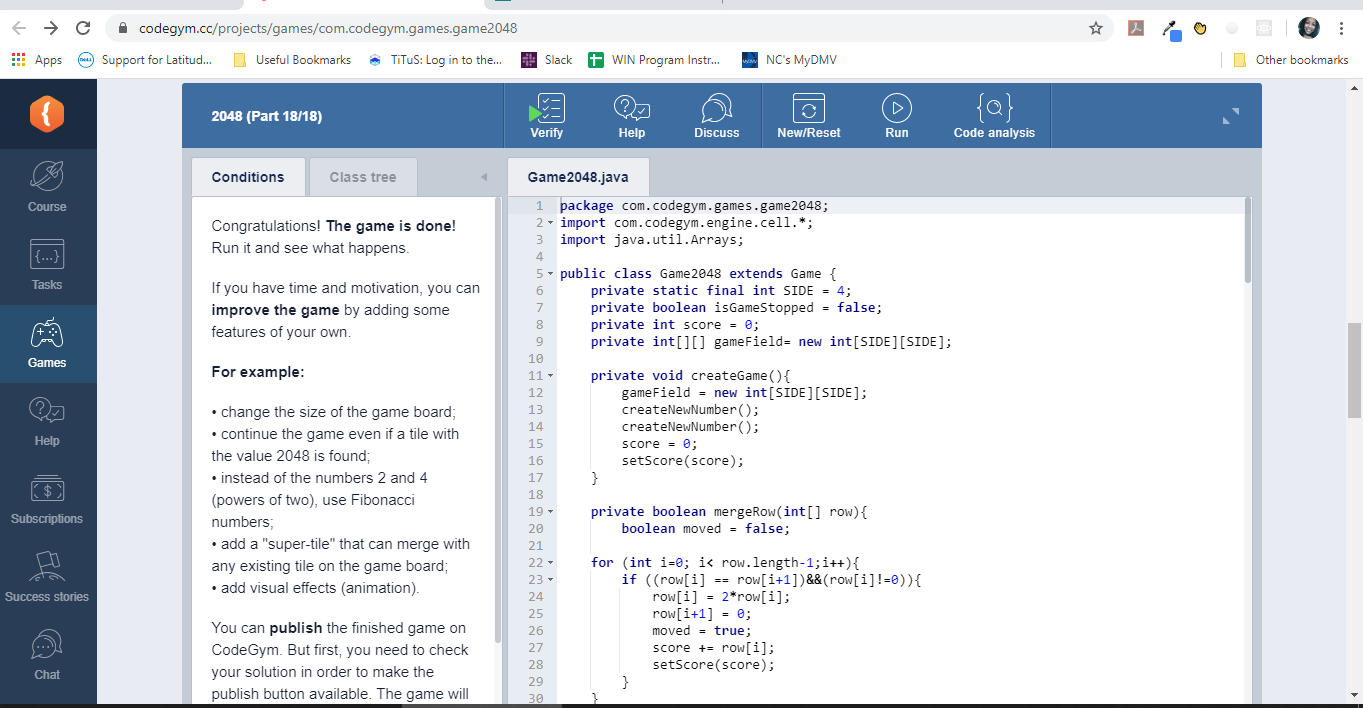 codegym.cc/projects/games/com.codegym.games.game2048
Apps
Support for Latitud...
Useful Bookmarks
TiTuS: Log in to the...
Slack
WIN Program Instr...
NC's MyDMV
Other bookmarks
Course
Tasks
Games
Help
Subscriptions
Success stories
Chat
2048 (Part 18/18)
Verify
Help
Discuss
New/Reset
Run
Code analysis
Conditions
Class tree
Congratulations! The game is done!
Run it and see what happens.
If you have time and motivation, you can
improve the game by adding some
features of your own.
For example:
• change the size of the game board;
• continue the game even if a tile with
the value 2048 is found;
• instead of the numbers 2 and 4
(powers of two), use Fibonacci
numbers;
• add a "super-tile" that can merge with
any existing tile on the game board;
• add visual effects (animation).
You can publish the finished game on
CodeGym. But first, you need to check
your solution in order to make the
publish button available. The game will
Game2048.java
1 package com.codegym.games.game2048;
2 import com.codegym.engine.cell.*;
3 import java.util.Arrays;
4
5 public class Game2048 extends Game {
6 private static final int SIDE = 4;
7 private boolean isGameStopped = false;
8 private int score = 0;
9 private int[][] gameField= new int[SIDE][SIDE];
10
11 private void createGame(){
12 gameField = new int[SIDE][SIDE];
13 createNewNumber();
14 createNewNumber();
15 score = 0;
16 setScore(score);
17 }
18
19 private boolean mergeRow(int[] row){
20 boolean moved = false;
21
22 for (int i=0; i< row.length-1;i++){
23 if ((row[i] == row[i+1])&&(row[i]!=0)){
24 row[i] = 2*row[i];
25 row[i+1] = 0;
26 moved = true;
27 score += row[i];
28 setScore(score);
29 }
30 }